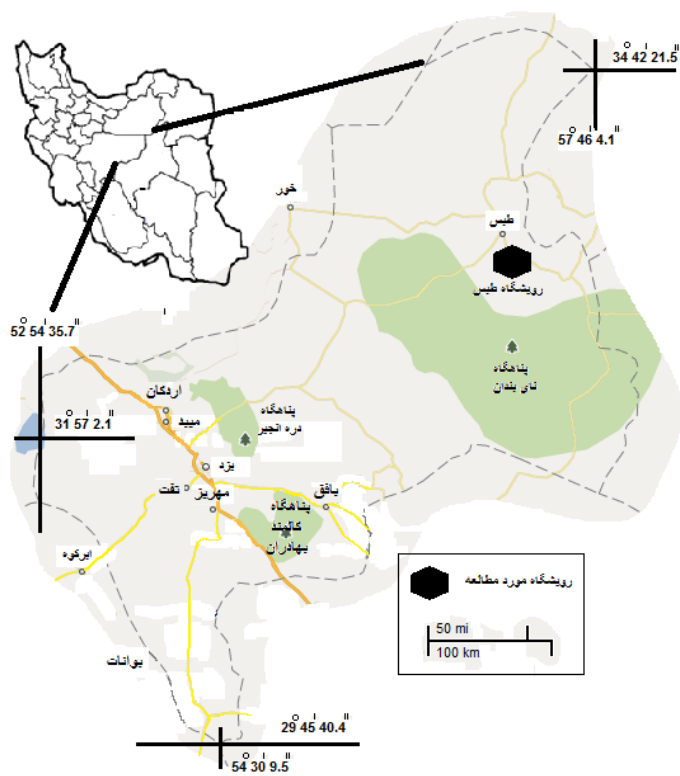 34 42 21.5
57 46 4.1
خور
طبس
رویشگاه طبس
پناهگاه
نای بندان
52 54 35.7
31 57 2.1
اردکان
میبد
پناهگاه
دره انجیر
یزد
تفت
مهریز
بافق
پناهگاه
کالمند
بهادران
ابرکوه
رویشگاه مورد مطالعه
50 mi
100 km
بوانات
29 45 40.4
54 30 9.5